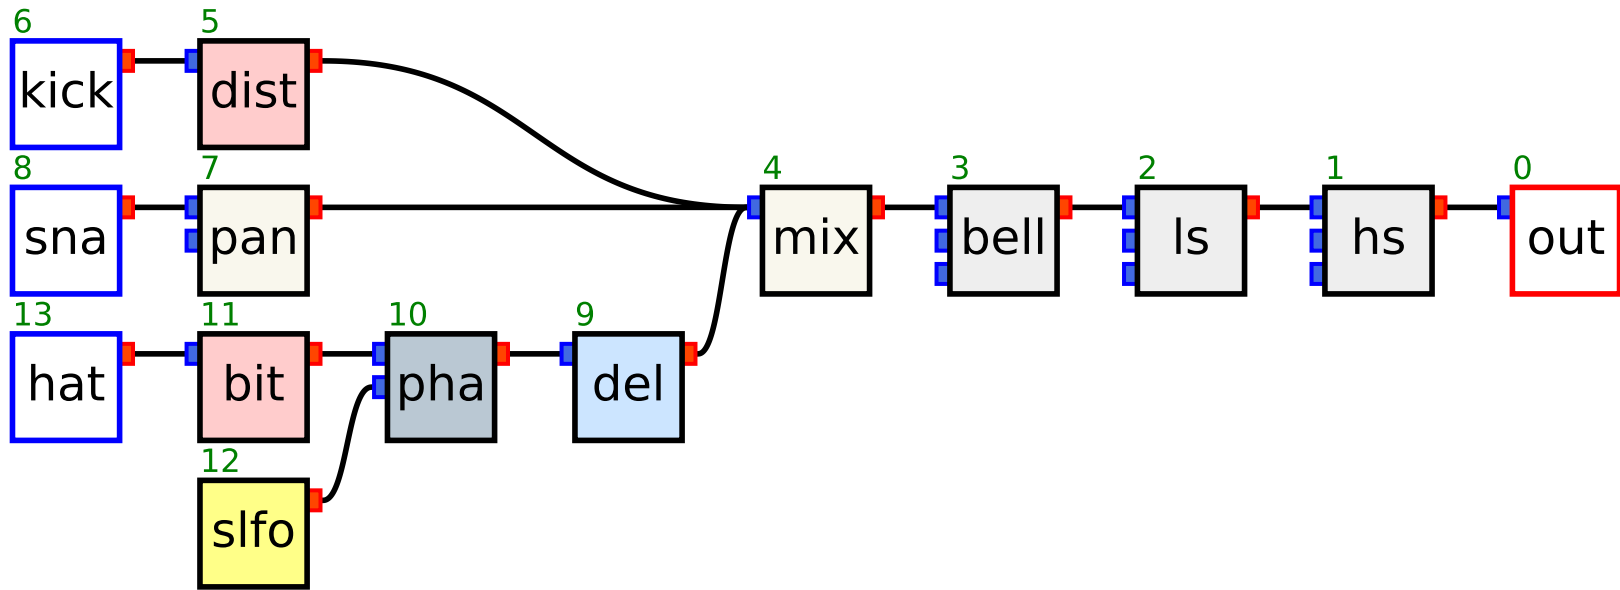 6
kick
5
dist
8
sna
7
pan
4
mix
3
bell
2
ls
1
hs
0
out
13
hat
11
bit
10
pha
9
del
12
slfo